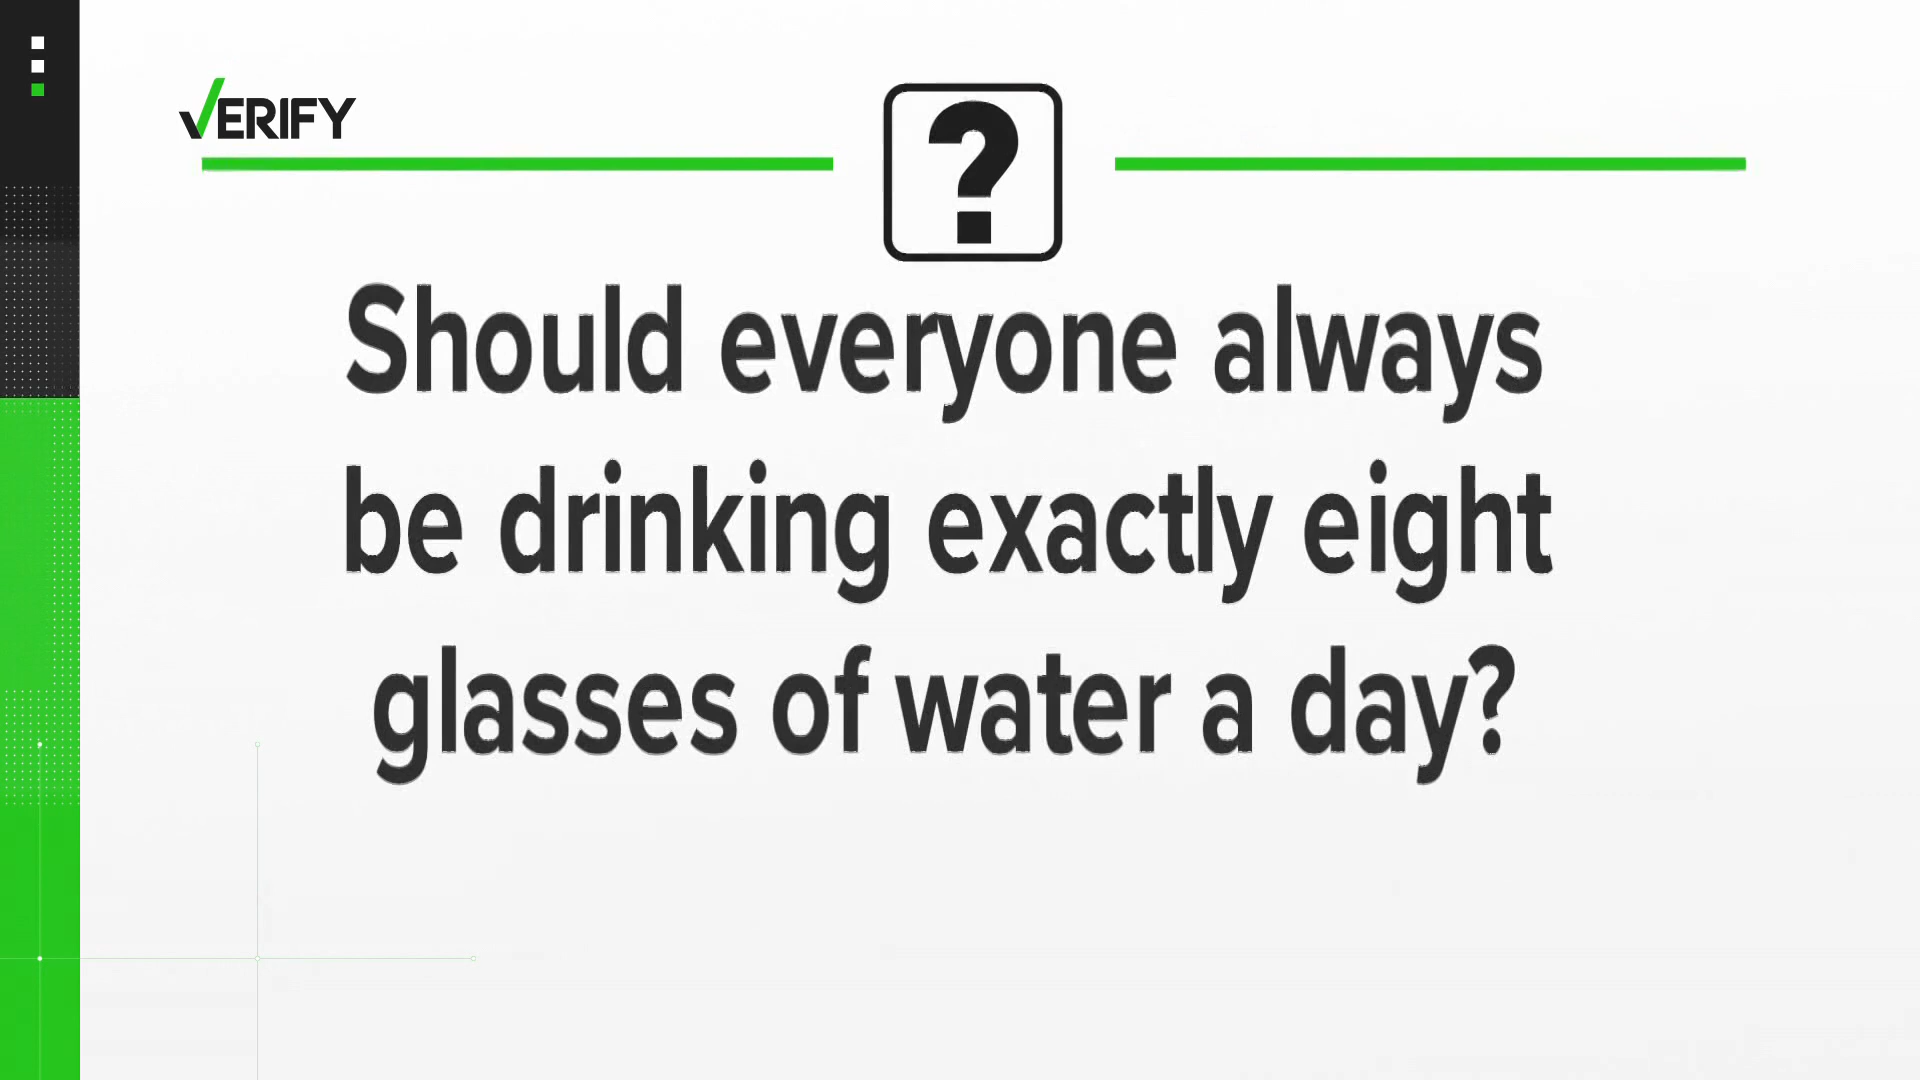 VERIFY
?
Should everyone always
be drinking exactly eight
glasses of water a day?